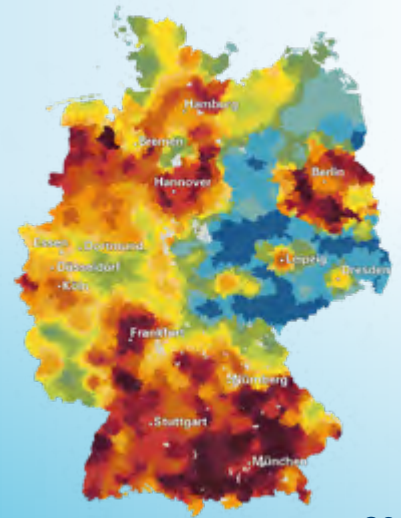 Hamburg
Bremen
Berlin
Hannover
Essen
Dortmund
Leipzig
Düsseldorf
Dresden
Köln
Frankfurt
Nürnberg
Stuttgart
München